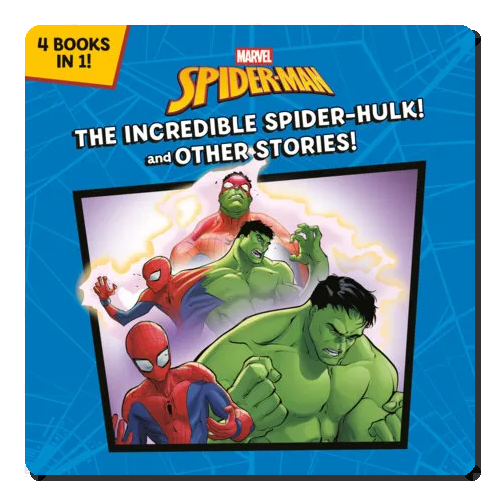 4 BOOKS
IN 1!
MARVEL
SPIDER-MAN
THE INCREDIBLE SPIDER-HULK!
and OTHER STORIES!